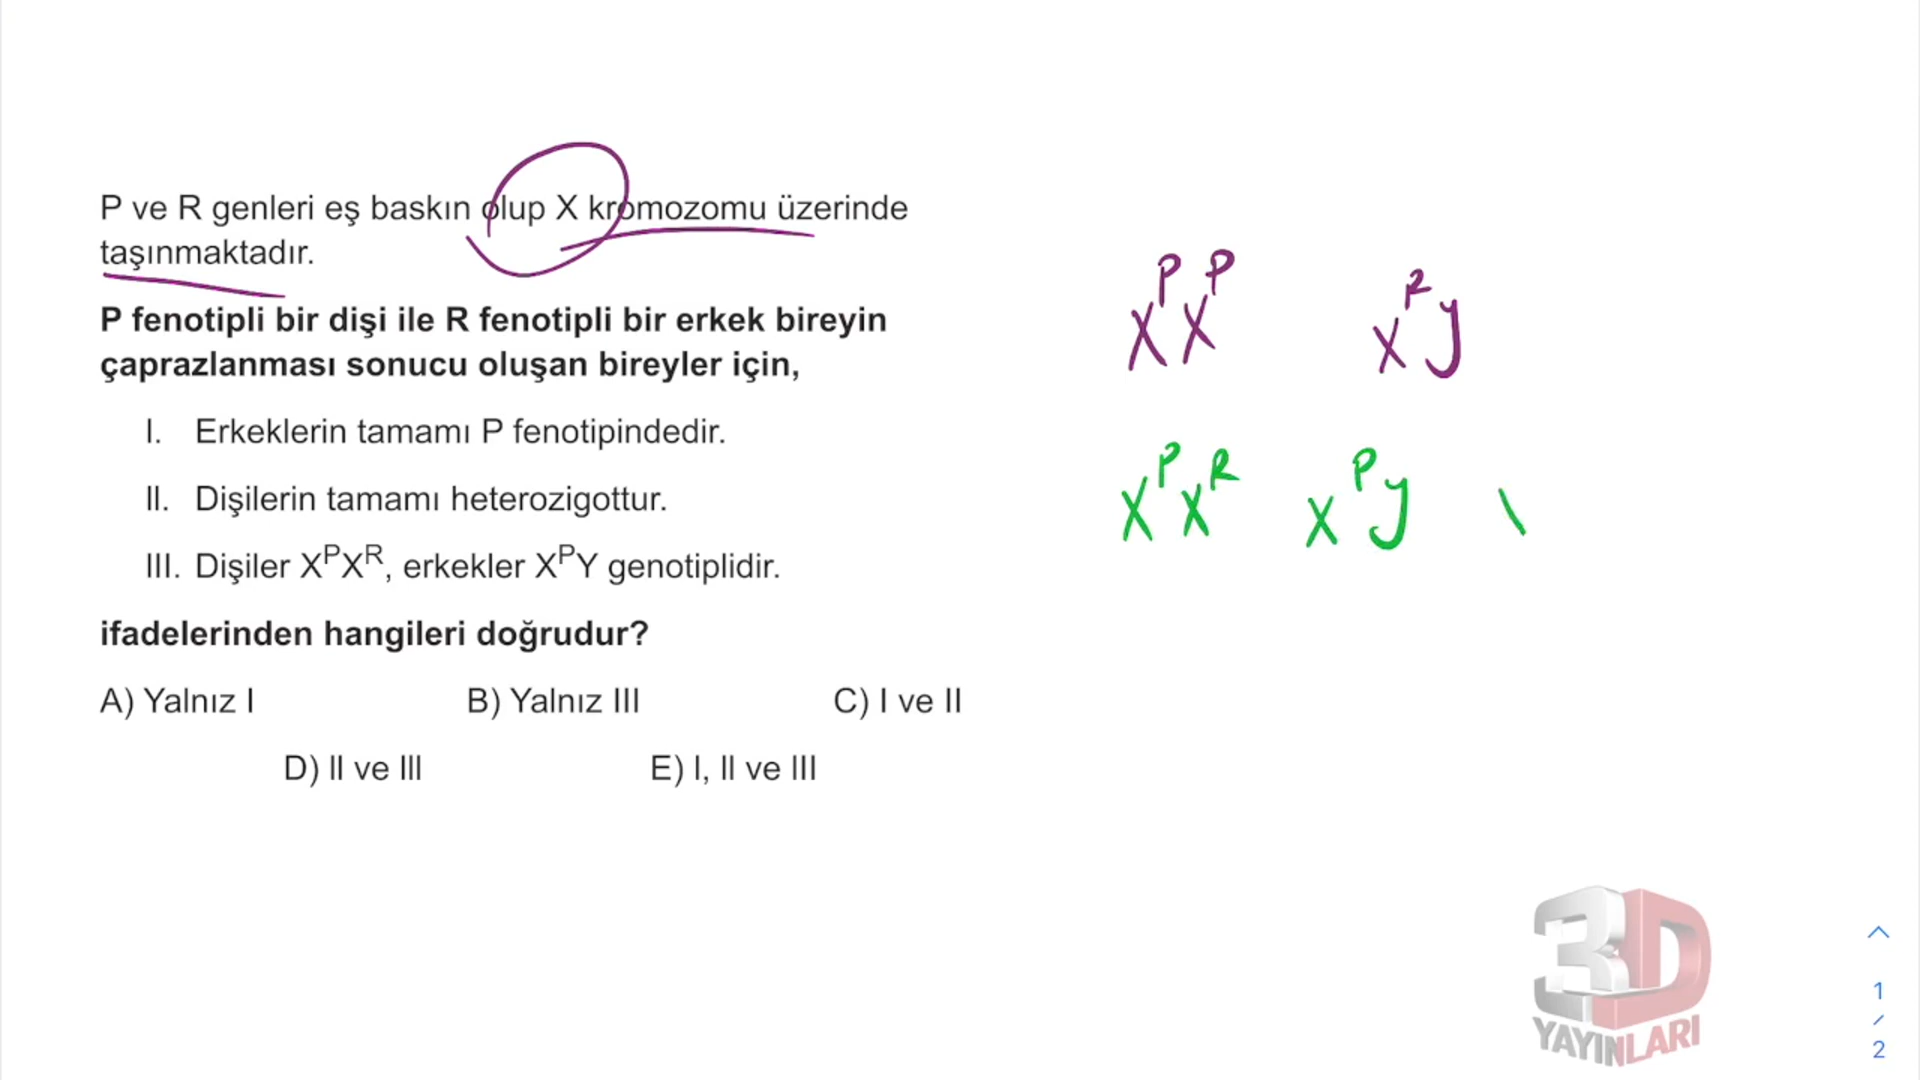 P ve R genleri eş baskın olup X kromozomu üzerinde
taşınmaktadır.
P fenotipli bir dişi ile R fenotipli bir erkek bireyin
çaprazlanması sonucu oluşan bireyler için,
I. Erkeklerin tamamı P fenotipindedir.
II. Dişilerin tamamı heterozigottur.
III. Dişiler XᴾXᴿ, erkekler XᴾY genotiplidir.
ifadelerinden hangileri doğrudur?
A) Yalnız I B) Yalnız III C) I ve II
D) II ve III E) I, II ve III
XᴾXᴾ XᴿY
XᴾXᴿ XᴾY \
3D
YAYINLARI
1
/
2